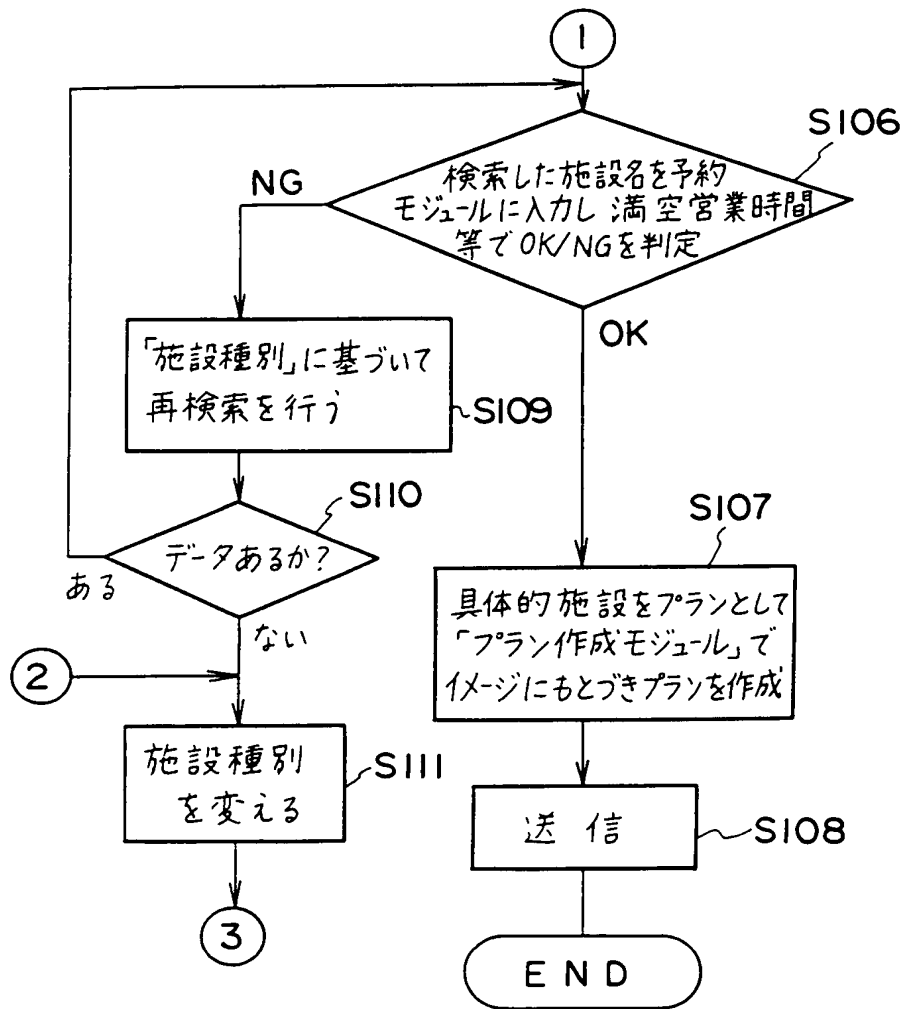 1
S106
検索した施設名を予約
モジュールに入力し 満空営業時間
等でOK/NGを判定
NG
OK
「施設種別」に基づいて
再検索を行う
S109
S110
データあるか?
ある
ない
2
施設種別
を変える
S111
3
S107
具体的施設をプランとして
「プラン作成モジュール」で
イメージにもとづきプランを作成
送信
S108
END